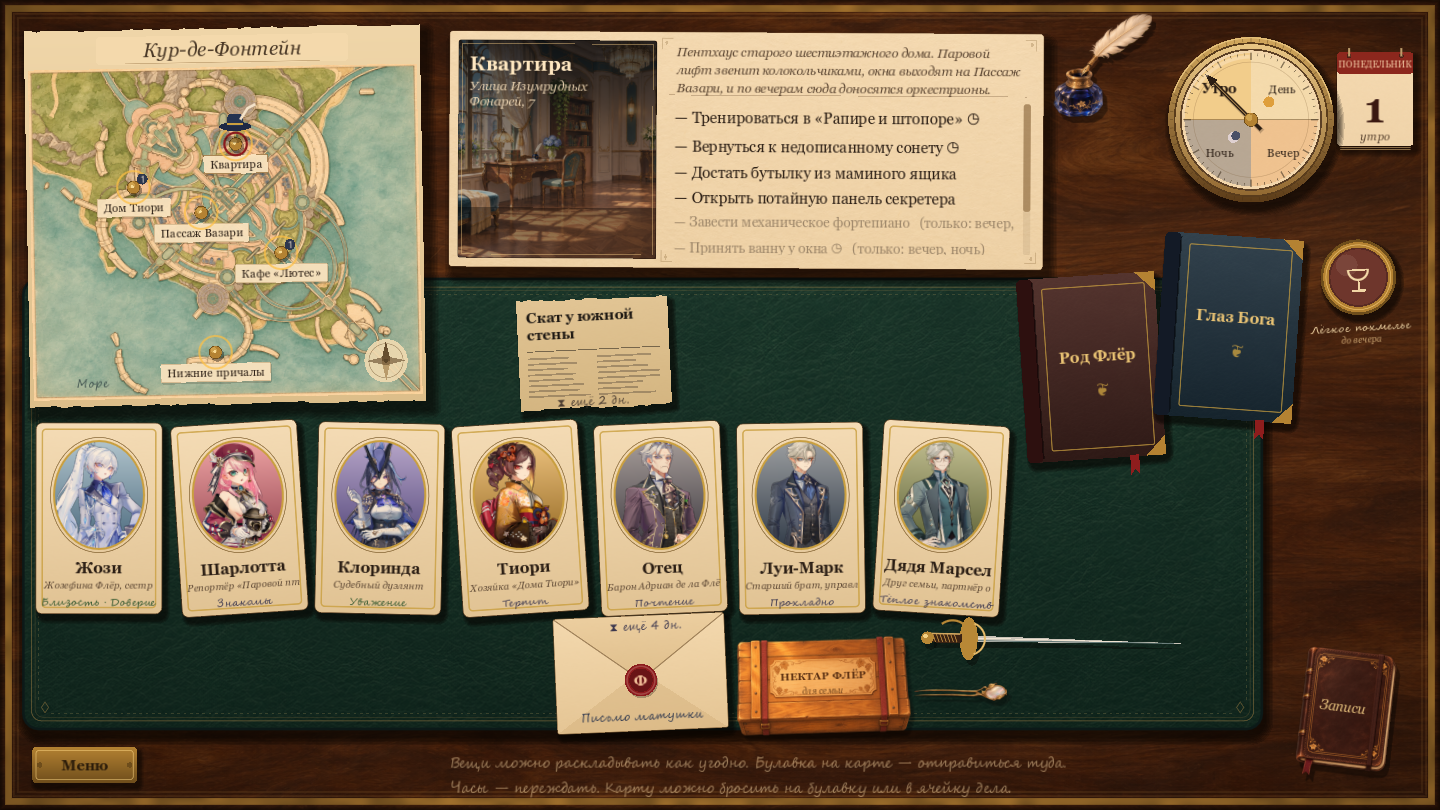 Кур-де-Фонтейн
Квартира
Дом Тиори
Пассаж Вазари
Кафе «Лютес»
Нижние причалы
Море
1
1
Квартира
Улица Изумрудных
Фонарей, 7
Пентхаус старого шестиэтажного дома. Паровой
лифт звенит колокольчиками, окна выходят на Пассаж
Вазари, и по вечерам сюда доносятся оркестрионы.
— Тренироваться в «Рапире и штопоре»
— Вернуться к недописанному сонету
— Достать бутылку из маминого ящика
— Открыть потайную панель секретера
— Завести механическое фортепиано (только: вечер,
— Принять ванну у окна (только: вечер, ночь)
Утро
День
Ночь
Вечер
ПОНЕДЕЛЬНИК
1
утро
Скат у южной
стены
ещё 2 дн.
Род Флёр
Глаз Бога
Лёгкое похмелье
до вечера
Жози
Жозефина Флёр, сестр
Близость · Доверие
Шарлотта
Репортёр «Паровой пт
Знакомы
Клоринда
Судебный дуэлянт
Уважение
Тиори
Хозяйка «Дома Тиори»
Терпит
Отец
Барон Адриан де ла Флё
Почтение
Луи-Марк
Старший брат, управл
Прохладно
Дядя Марсел
Друг семьи, партнёр о
Тёплое знакомств
ещё 4 дн.
Ф
Письмо матушки
НЕКТАР ФЛЁР
для семьи
Записи
Меню
Вещи можно раскладывать как угодно. Булавка на карте — отправиться туда.
Часы — переждать. Карту можно бросить на булавку или в ячейку дела.